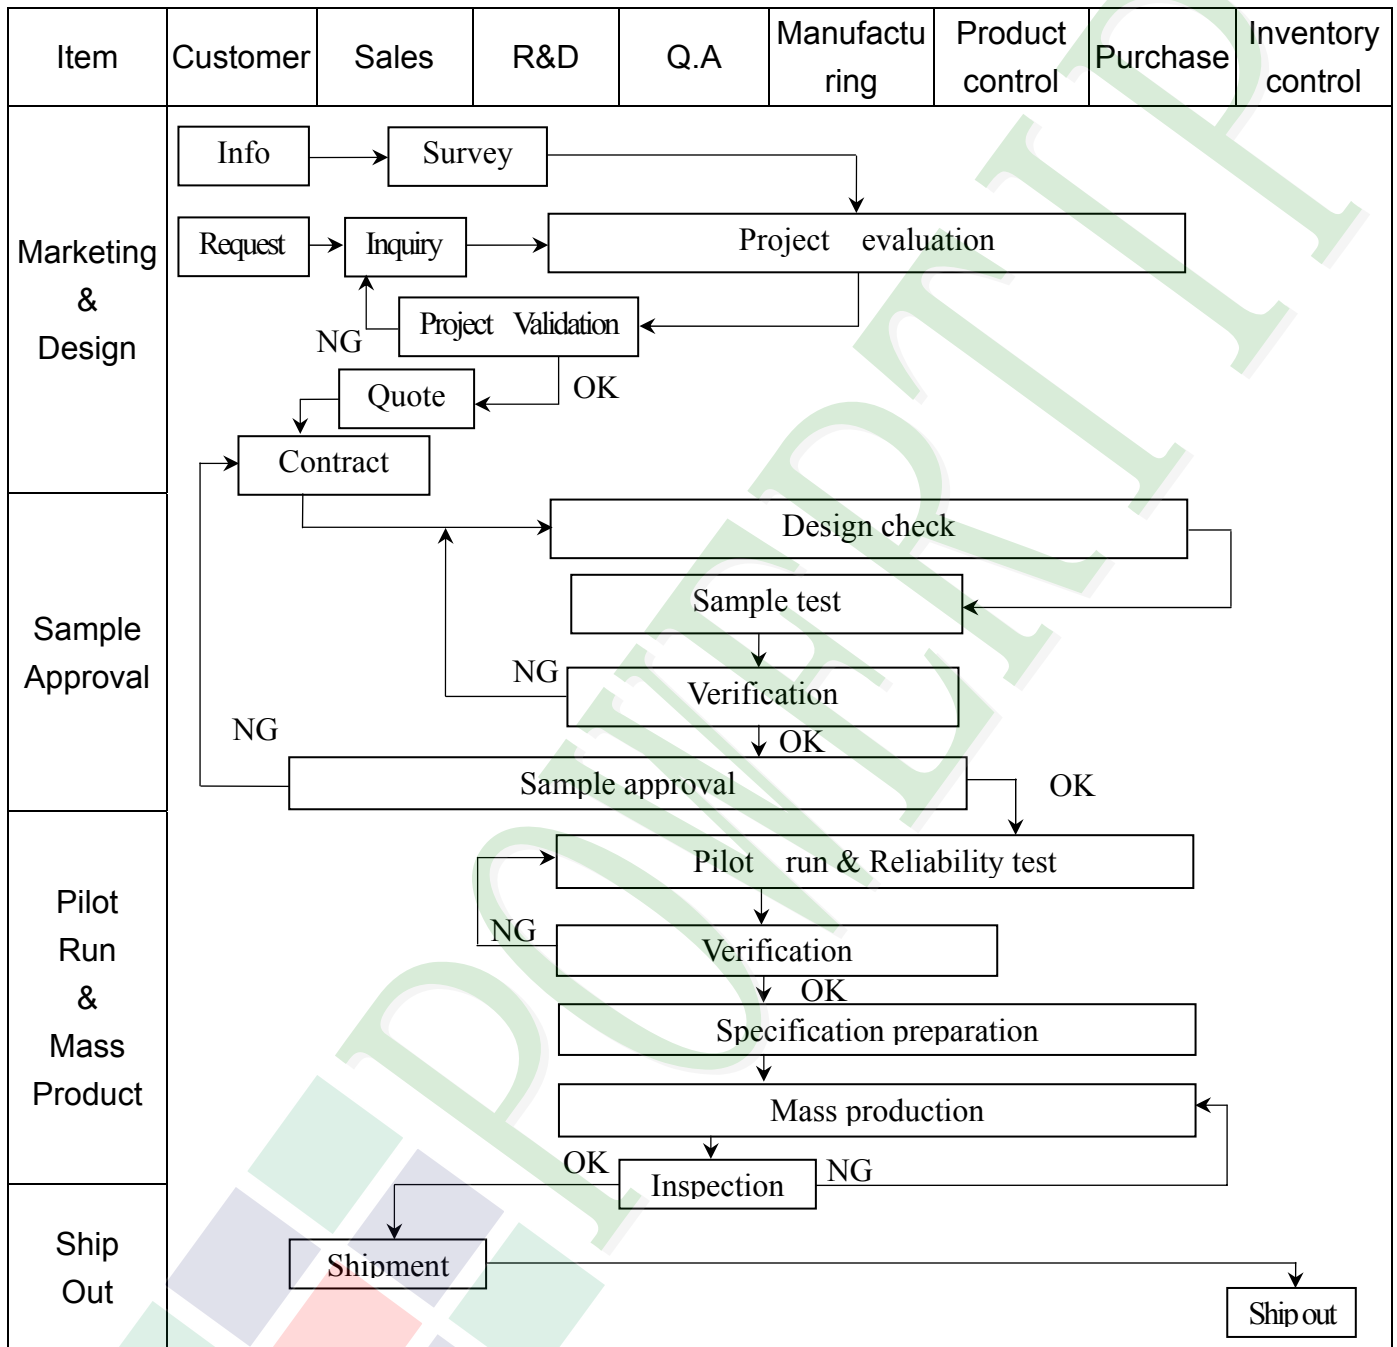 Item
Customer
Sales
R&D
Q.A
Manufactu
ring
Product
control
Purchase
Inventory
control
Marketing
&
Design
Info
Survey
Request
Inquiry
Project evaluation
NG
Project Validation
OK
Quote
Contract
Sample
Approval
Design check
Sample test
NG
Verification
OK
NG
Sample approval
OK
Pilot
Run
&
Mass
Product
Pilot run & Reliability test
NG
Verification
OK
Specification preparation
Mass production
OK
Inspection
NG
Ship
Out
Shipment
Ship out
POWERTIP